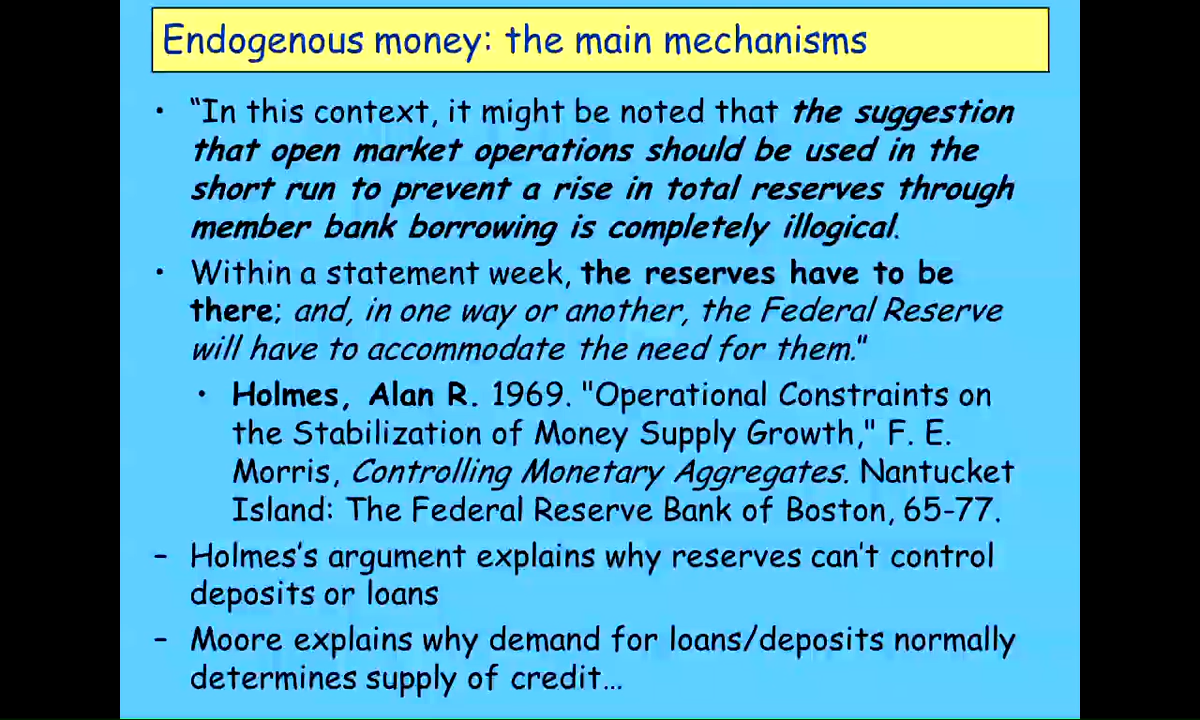 Endogenous money: the main mechanisms
• “In this context, it might be noted that the suggestion
that open market operations should be used in the
short run to prevent a rise in total reserves through
member bank borrowing is completely illogical.
• Within a statement week, the reserves have to be
there; and, in one way or another, the Federal Reserve
will have to accommodate the need for them.”
• Holmes, Alan R. 1969. "Operational Constraints on
the Stabilization of Money Supply Growth," F. E.
Morris, Controlling Monetary Aggregates. Nantucket
Island: The Federal Reserve Bank of Boston, 65-77.
– Holmes’s argument explains why reserves can’t control
deposits or loans
– Moore explains why demand for loans/deposits normally
determines supply of credit…